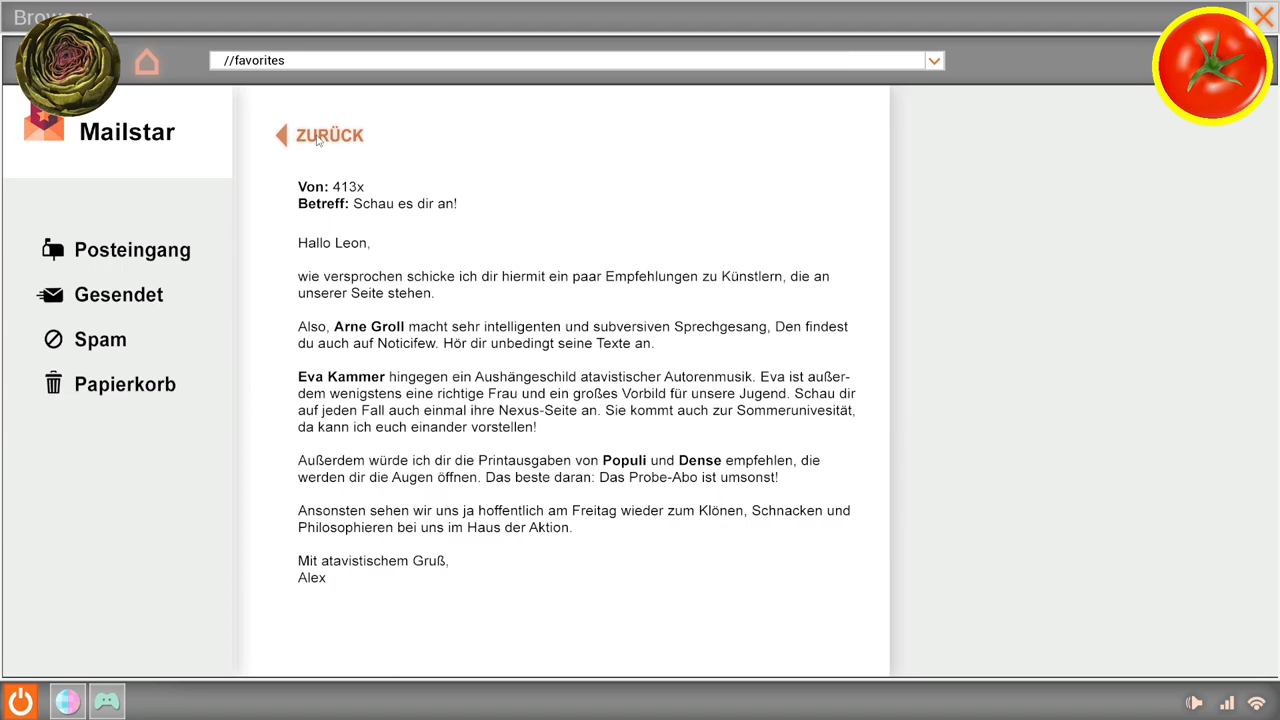 Browser
//favorites
Mailstar
ZURÜCK
Posteingang
Gesendet
Spam
Papierkorb
Von: 413x
Betreff: Schau es dir an!
Hallo Leon,
wie versprochen schicke ich dir hiermit ein paar Empfehlungen zu Künstlern, die an
unserer Seite stehen.
Also, Arne Groll macht sehr intelligenten und subversiven Sprechgesang, Den findest
du auch auf Noticifew. Hör dir unbedingt seine Texte an.
Eva Kammer hingegen ein Aushängeschild atavistischer Autorenmusik. Eva ist außer-
dem wenigstens eine richtige Frau und ein großes Vorbild für unsere Jugend. Schau dir
auf jeden Fall auch einmal ihre Nexus-Seite an. Sie kommt auch zur Sommerunivesität,
da kann ich euch einander vorstellen!
Außerdem würde ich dir die Printausgaben von Populi und Dense empfehlen, die
werden dir die Augen öffnen. Das beste daran: Das Probe-Abo ist umsonst!
Ansonsten sehen wir uns ja hoffentlich am Freitag wieder zum Klönen, Schnacken und
Philosophieren bei uns im Haus der Aktion.
Mit atavistischem Gruß,
Alex